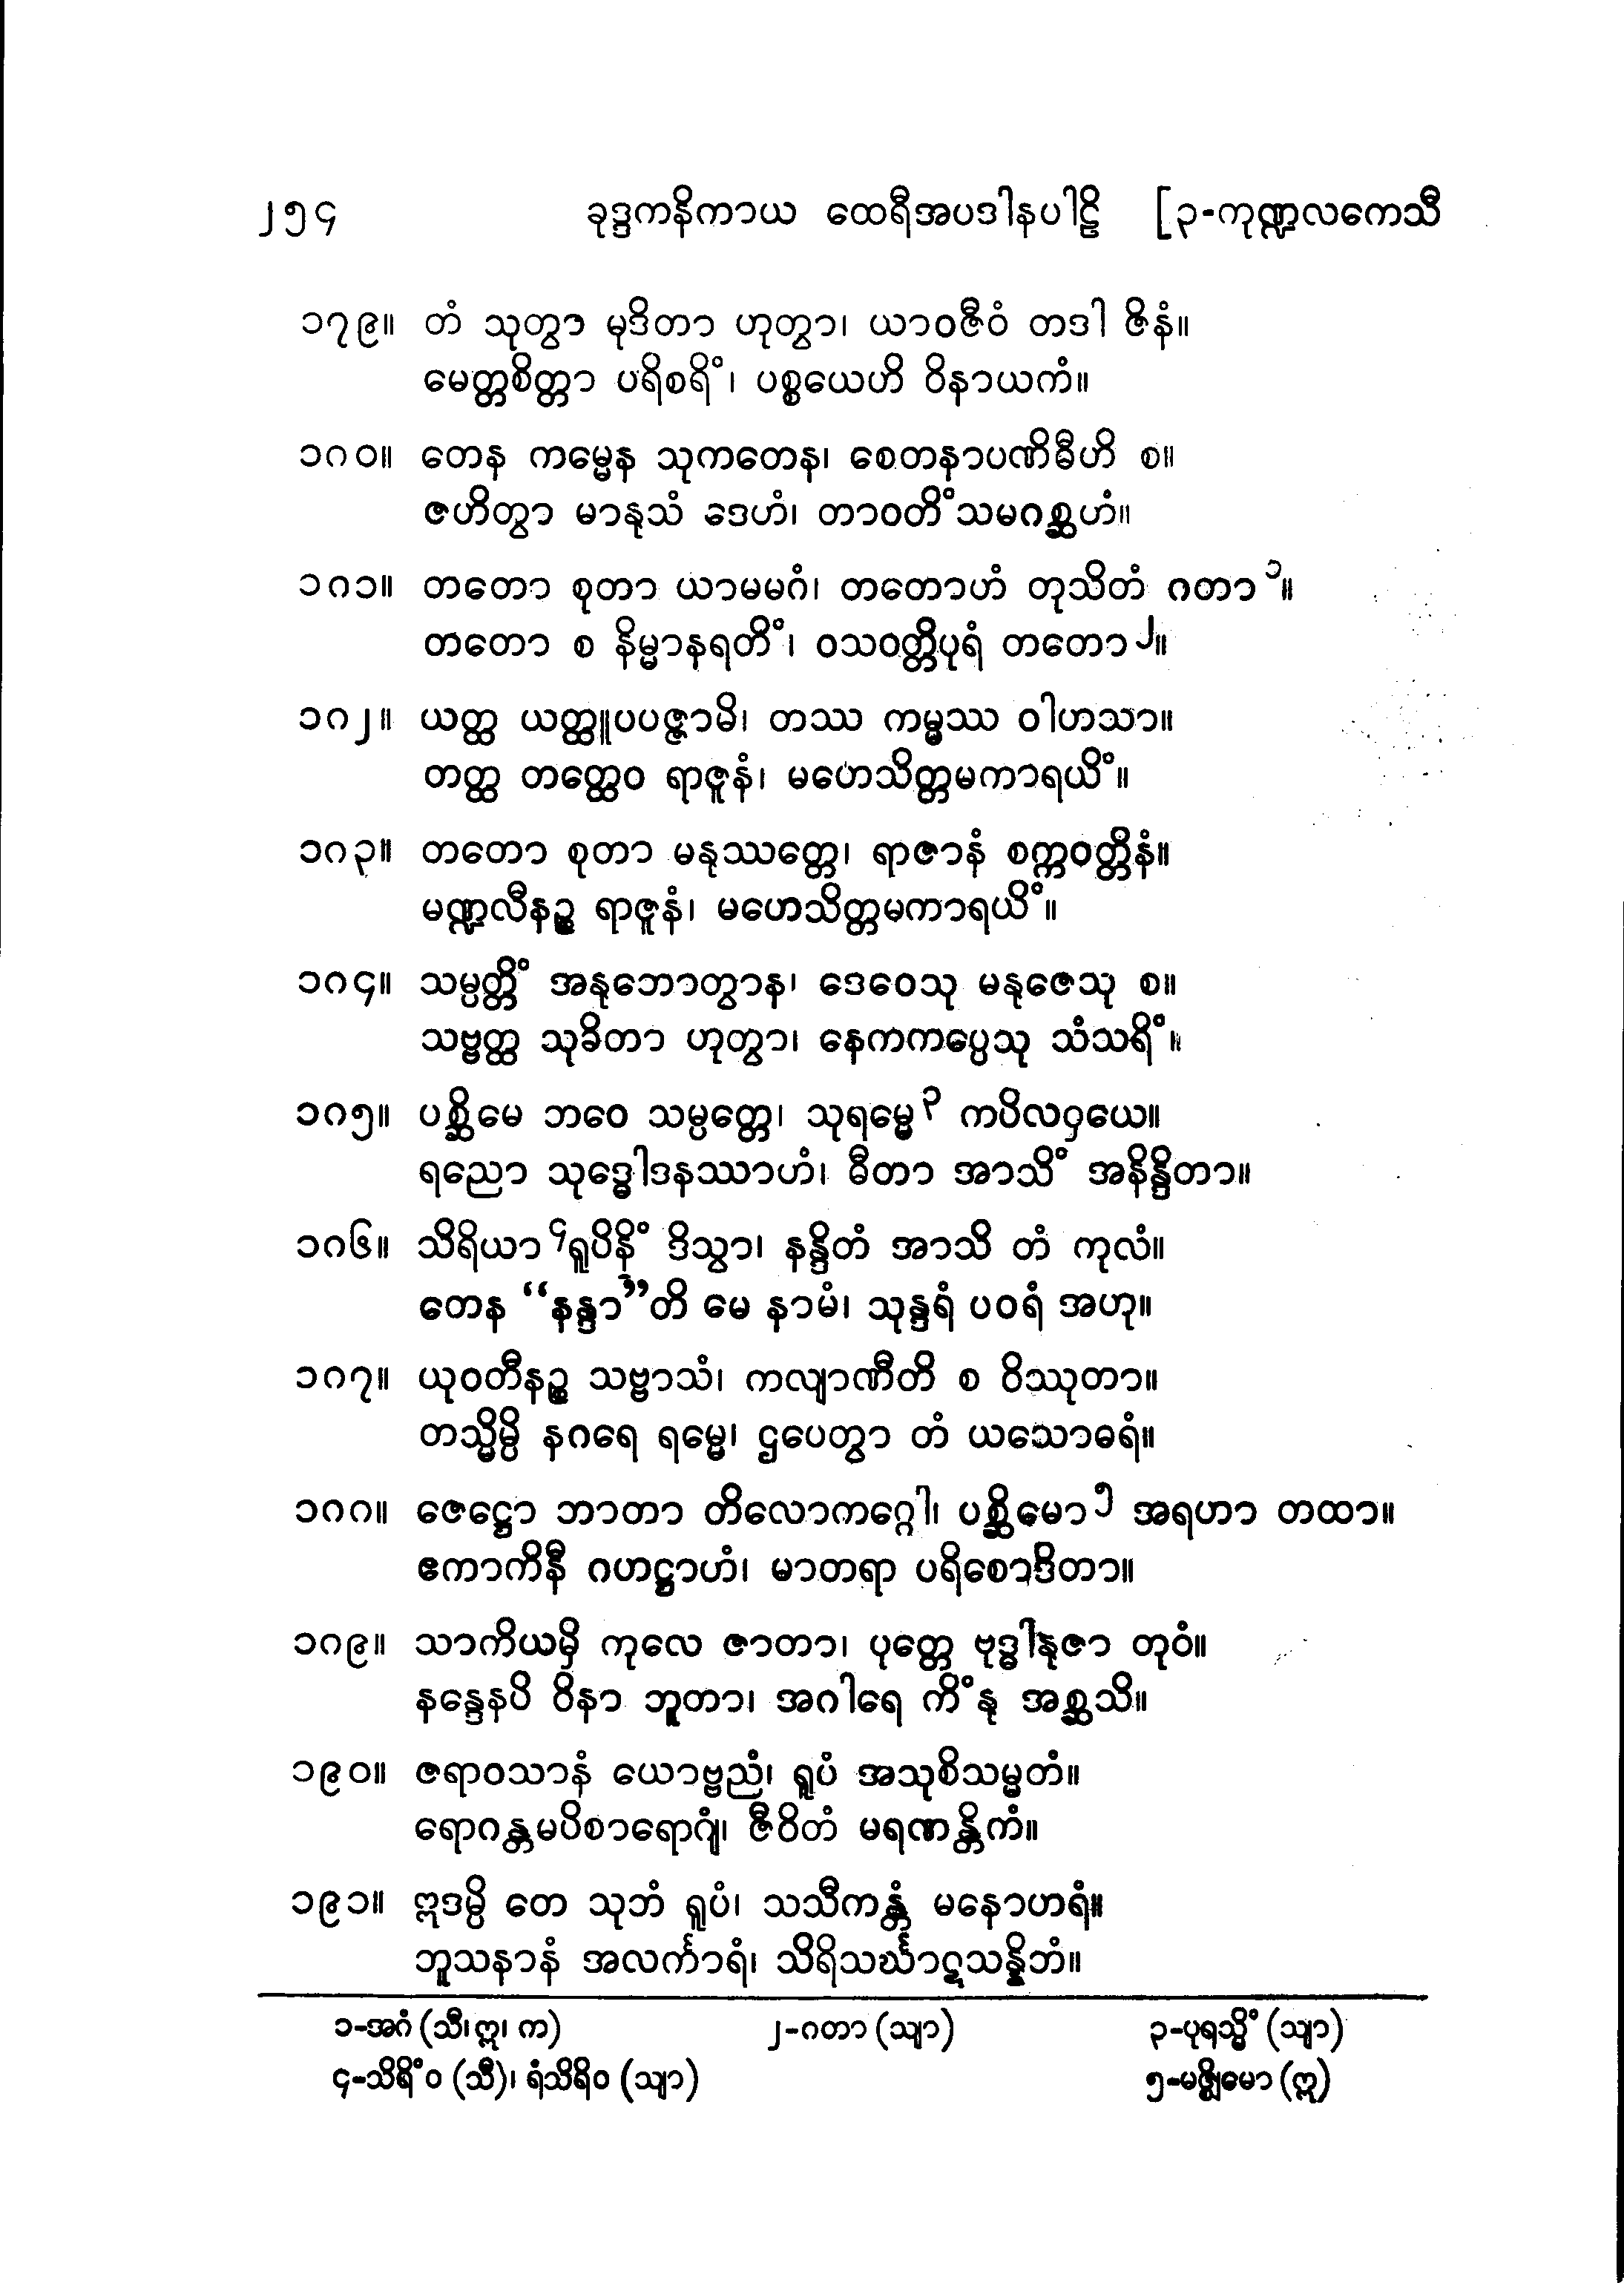 ၂၅၄ ခုဒ္ဒကနိကာယ ထေရီအပဒါနပါဠိ [၃-ကုဏ္ဍလကေသီ
၁၇၉။ တံ သုတွာ မုဒိတာ ဟုတွာ၊ ယာဝဇီဝံ တဒါ ဇိနံ။
မေတ္တစိတ္တာ ပရိစရိံ၊ ပစ္စယေဟိ ဝိနာယကံ။
၁၈၀။ တေန ကမ္မေန သုကတေန၊ စေတနာပဏိဓီဟိ စ။
ဇဟိတွာ မာနုသံ ဒေဟံ၊ တာဝတိံသမဂစ္ဆဟံ။
၁၈၁။ တတော စုတာ ယာမမဂံ၊ တတောဟံ တုသိတံ ဂတာ၁။
တတော စ နိမ္မာနရတိံ၊ ဝသဝတ္တိပုရံ တတော၂။
၁၈၂။ ယတ္ထ ယတ္ထူပပဇ္ဇာမိ၊ တဿ ကမ္မဿ ဝါဟသာ။
တတ္ထ တတ္ထေဝ ရာဇူနံ၊ မဟေသိတ္တမကာရယိံ။
၁၈၃။ တတော စုတာ မနုဿတ္တေ၊ ရာဇာနံ စက္ကဝတ္တိနံ။
မဏ္ဍလီနဉ္စ ရာဇူနံ၊ မဟေသိတ္တမကာရယိံ။
၁၈၄။ သမ္ပတ္တိံ အနုဘောတွာန၊ ဒေဝေသု မနုဇေသု စ။
သဗ္ဗတ္ထ သုခိတာ ဟုတွာ၊ နေကကပ္ပေသု သံသရိံ။
၁၈၅။ ပစ္ဆိမေ ဘဝေ သမ္ပတ္တေ၊ သုရမ္မေ၃ ကပိလဝှယေ။
ရညော သုဒ္ဓေါဒနဿာဟံ၊ ဓီတာ အာသိံ အနိန္ဒိတာ။
၁၈၆။ သိရိယာ၄ရူပိနိံ ဒိသွာ၊ နန္ဒိတံ အာသိ တံ ကုလံ။
တေန “နန္ဒာ”တိ မေ နာမံ၊ သုန္ဒရံ ပဝရံ အဟု။
၁၈၇။ ယုဝတီနဉ္စ သဗ္ဗာသံ၊ ကလျာဏီတိ စ ဝိဿုတာ။
တသ္မိမ္ပိ နဂရေ ရမ္မေ၊ ဌပေတွာ တံ ယသောဓရံ။
၁၈၈။ ဇေဋ္ဌော ဘာတာ တိလောကဂ္ဂေါ၊ ပစ္ဆိမော၅ အရဟာ တထာ။
ဧကာကိနီ ဂဟဋ္ဌာဟံ၊ မာတရာ ပရိစောဒိတာ။
၁၈၉။ သာကိယမှိ ကုလေ ဇာတာ၊ ပုတ္တေ ဗုဒ္ဓါနုဇာ တုဝံ။
နန္ဒေနပိ ဝိနာ ဘူတာ၊ အဂါရေ ကိံ နု အစ္ဆသိ။
၁၉၀။ ဇရာဝသာနံ ယောဗ္ဗညံ၊ ရူပံ အသုစိသမ္မတံ။
ရောဂန္တမပိစာရောဂျံ၊ ဇီဝိတံ မရဏန္တိကံ။
၁၉၁။ ဣဒမ္ပိ တေ သုဘံ ရူပံ၊ သသီကန္တံ မနောဟရံ။
ဘူသနာနံ အလင်္ကာရံ၊ သိရိသင်္ဃာဋသန္နိဘံ။
၁-အဂံ (သီ၊ ဣ၊ က) ၂-ဂတာ (သျာ) ၃-ပုရသ္မိံ (သျာ)
၄-သိရိံဝ (သီ)၊ ရံသိရိဝ (သျာ) ၅-မဇ္ဈိမော (ဣ)